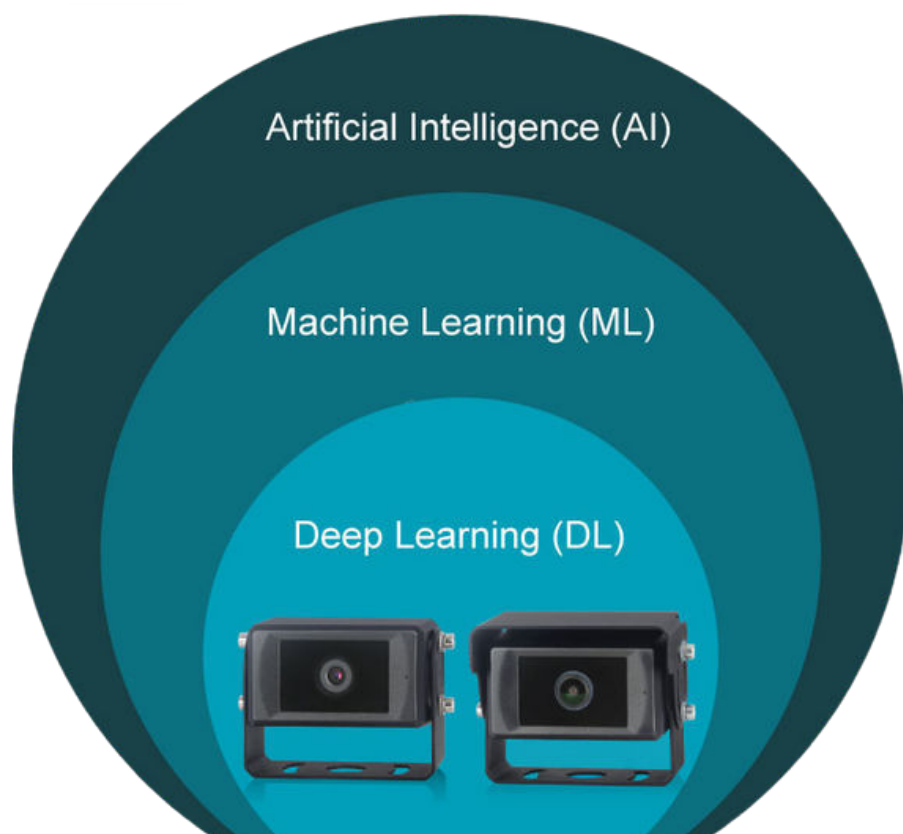 Artificial Intelligence (AI)
Machine Learning (ML)
Deep Learning (DL)